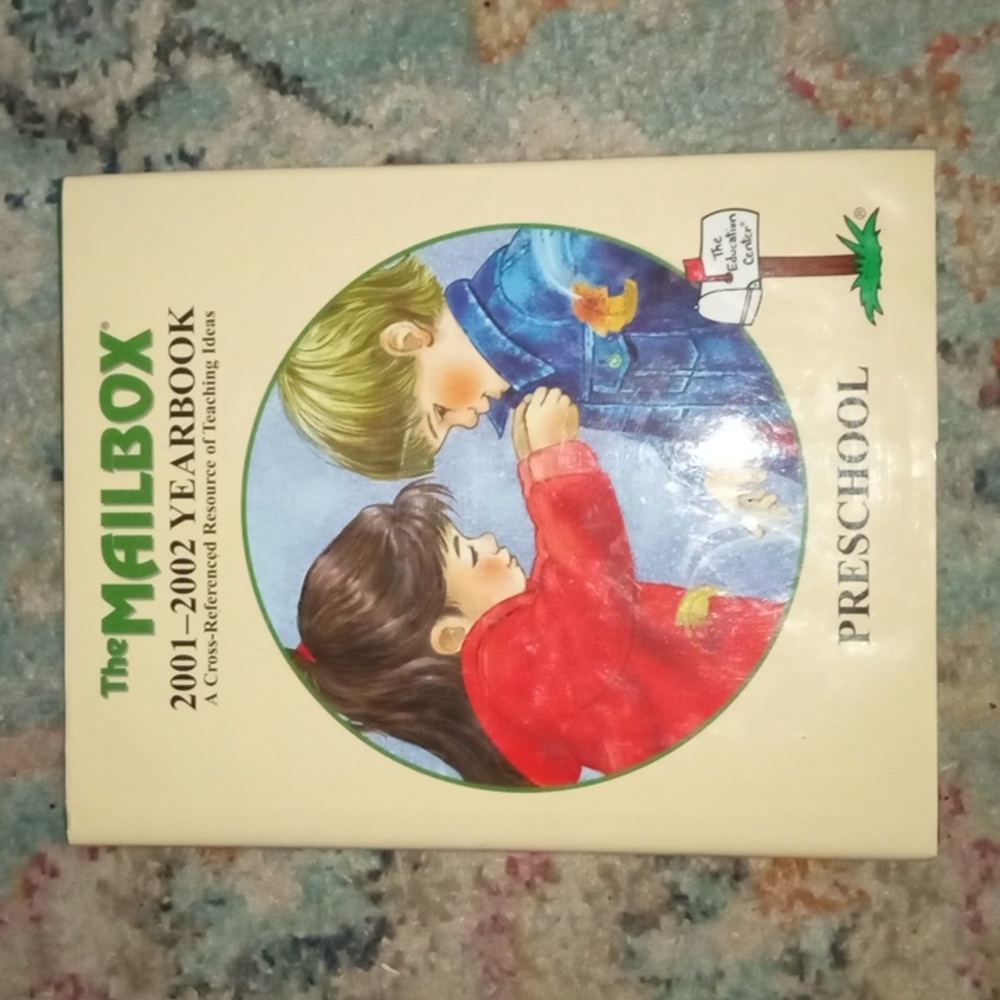 The MAILBOX®
2001–2002 YEARBOOK
A Cross-Referenced Resource of Teaching Ideas
The
Education
Center®
®
PRESCHOOL